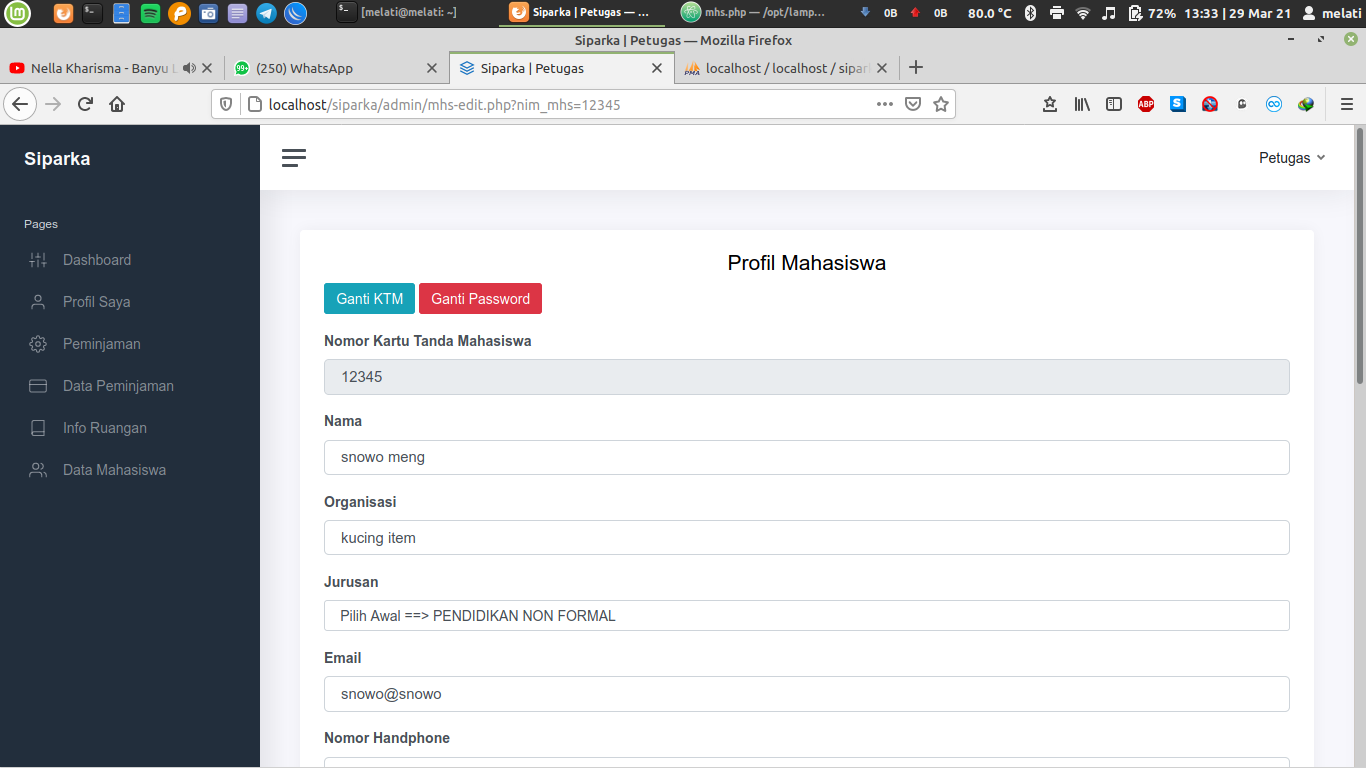 [melati@melati: ~]
Siparka | Petugas — ...
mhs.php — /opt/lamp...
0B
0B
80.0 °C
72%
13:33 | 29 Mar 21
melati
Siparka | Petugas — Mozilla Firefox
Nella Kharisma - Banyu L
99+
(250) WhatsApp
Siparka | Petugas
PMA
localhost / localhost / sipar
localhost/siparka/admin/mhs-edit.php?nim_mhs=12345
ABP
S
Siparka
Petugas
Pages
Dashboard
Profil Saya
Peminjaman
Data Peminjaman
Info Ruangan
Data Mahasiswa
Profil Mahasiswa
Ganti KTM
Ganti Password
Nomor Kartu Tanda Mahasiswa
12345
Nama
snowo meng
Organisasi
kucing item
Jurusan
Pilih Awal ==> PENDIDIKAN NON FORMAL
Email
snowo@snowo
Nomor Handphone